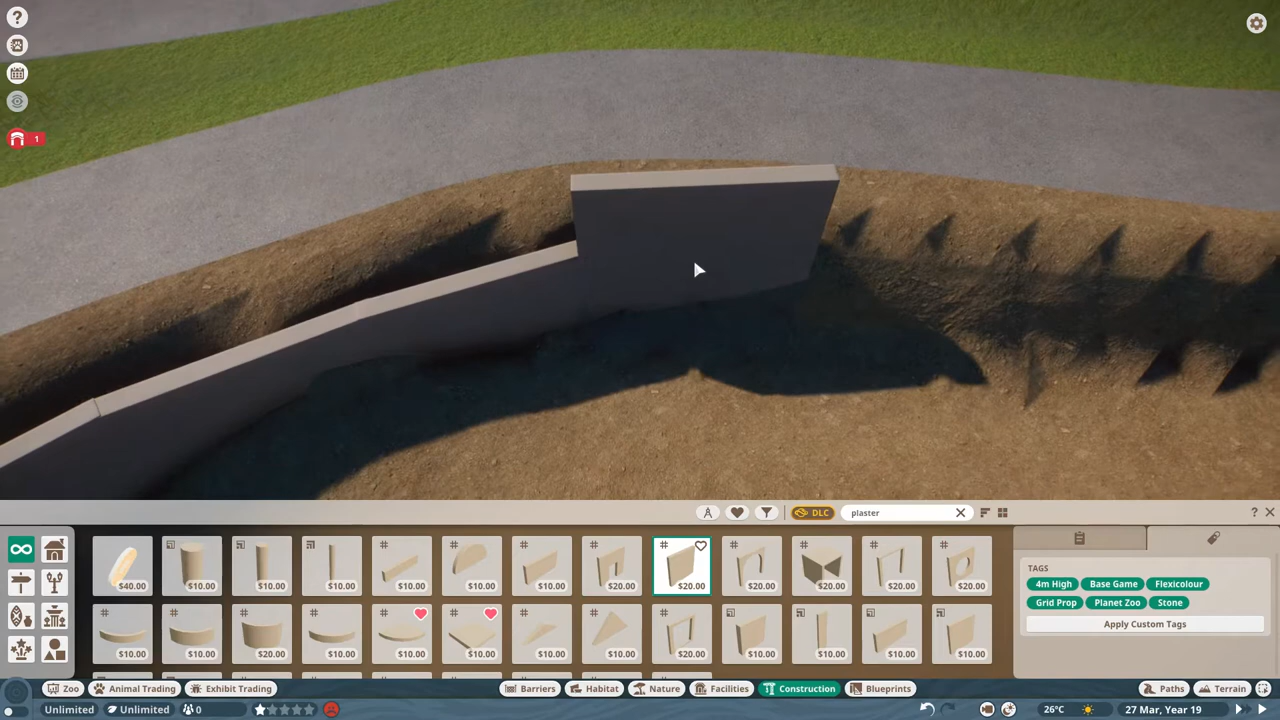 ?
1
DLC
plaster
?
$40.00
$10.00
$10.00
$10.00
$10.00
$10.00
$10.00
$20.00
$20.00
$20.00
$20.00
$20.00
$20.00
TAGS
4m High
Base Game
Flexicolour
Grid Prop
Planet Zoo
Stone
Apply Custom Tags
$10.00
$10.00
$20.00
$10.00
$10.00
$10.00
$10.00
$10.00
$20.00
$10.00
$10.00
$10.00
$10.00
Zoo
Animal Trading
Exhibit Trading
Barriers
Habitat
Nature
Facilities
Construction
Blueprints
Paths
Terrain
Unlimited
Unlimited
0
26°C
27 Mar, Year 19